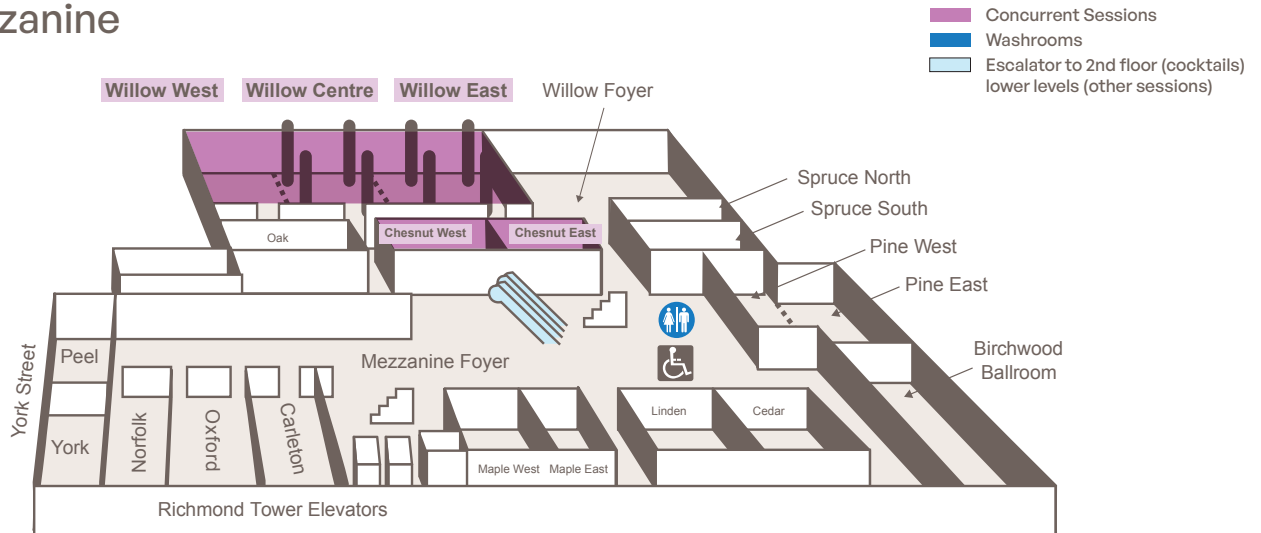 zzanine
Concurrent Sessions
Washrooms
Escalator to 2nd floor (cocktails)
lower levels (other sessions)
Willow West
Willow Centre
Willow East
Willow Foyer
Spruce North
Spruce South
Pine West
Pine East
Birchwood
Ballroom
Oak
Chesnut West
Chesnut East
Mezzanine Foyer
York Street
Peel
York
Norfolk
Oxford
Carleton
Maple West
Maple East
Linden
Cedar
Richmond Tower Elevators